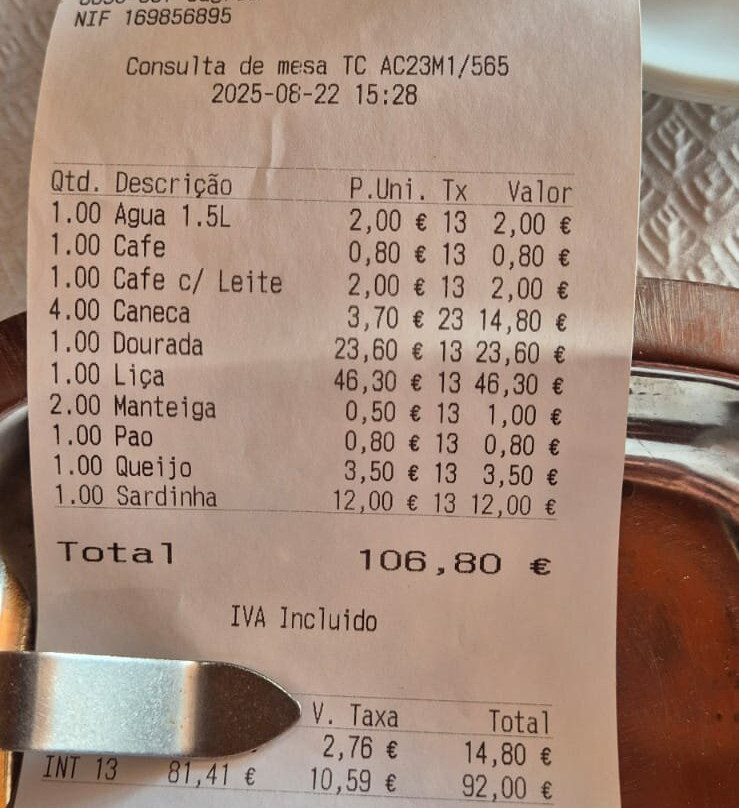 NIF 169856895
Consulta de mesa TC AC23M1/565
2025-08-22 15:28
Qtd. Descrição P.Uni. Tx Valor
1.00 Agua 1.5L 2,00 € 13 2,00 €
1.00 Cafe 0,80 € 13 0,80 €
1.00 Cafe c/ Leite 2,00 € 13 2,00 €
4.00 Caneca 3,70 € 23 14,80 €
1.00 Dourada 23,60 € 13 23,60 €
1.00 Liça 46,30 € 13 46,30 €
2.00 Manteiga 0,50 € 13 1,00 €
1.00 Pao 0,80 € 13 0,80 €
1.00 Queijo 3,50 € 13 3,50 €
1.00 Sardinha 12,00 € 13 12,00 €
Total 106,80 €
IVA Incluido
V. Taxa Total
2,76 € 14,80 €
INT 13 81,41 € 10,59 € 92,00 €